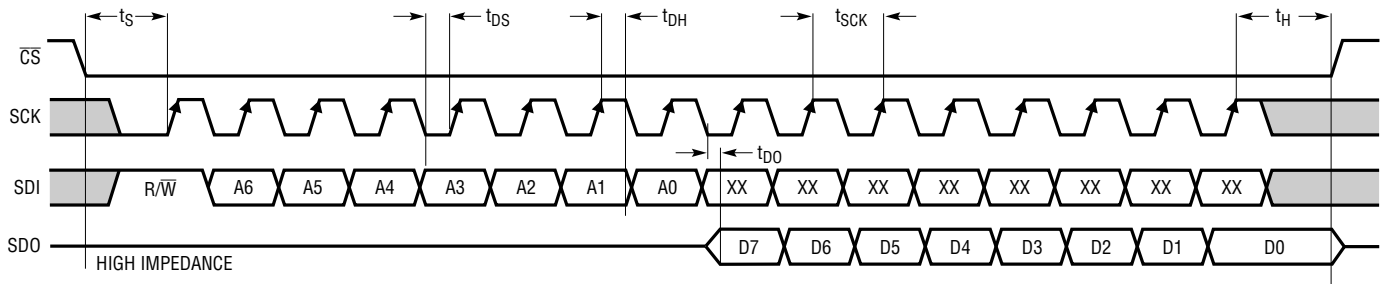 tS tDS tDH tSCK tH
C̅S̅
SCK
tDO
SDI R/W̅ A6 A5 A4 A3 A2 A1 A0 XX XX XX XX XX XX XX XX
SDO D7 D6 D5 D4 D3 D2 D1 D0
HIGH IMPEDANCE